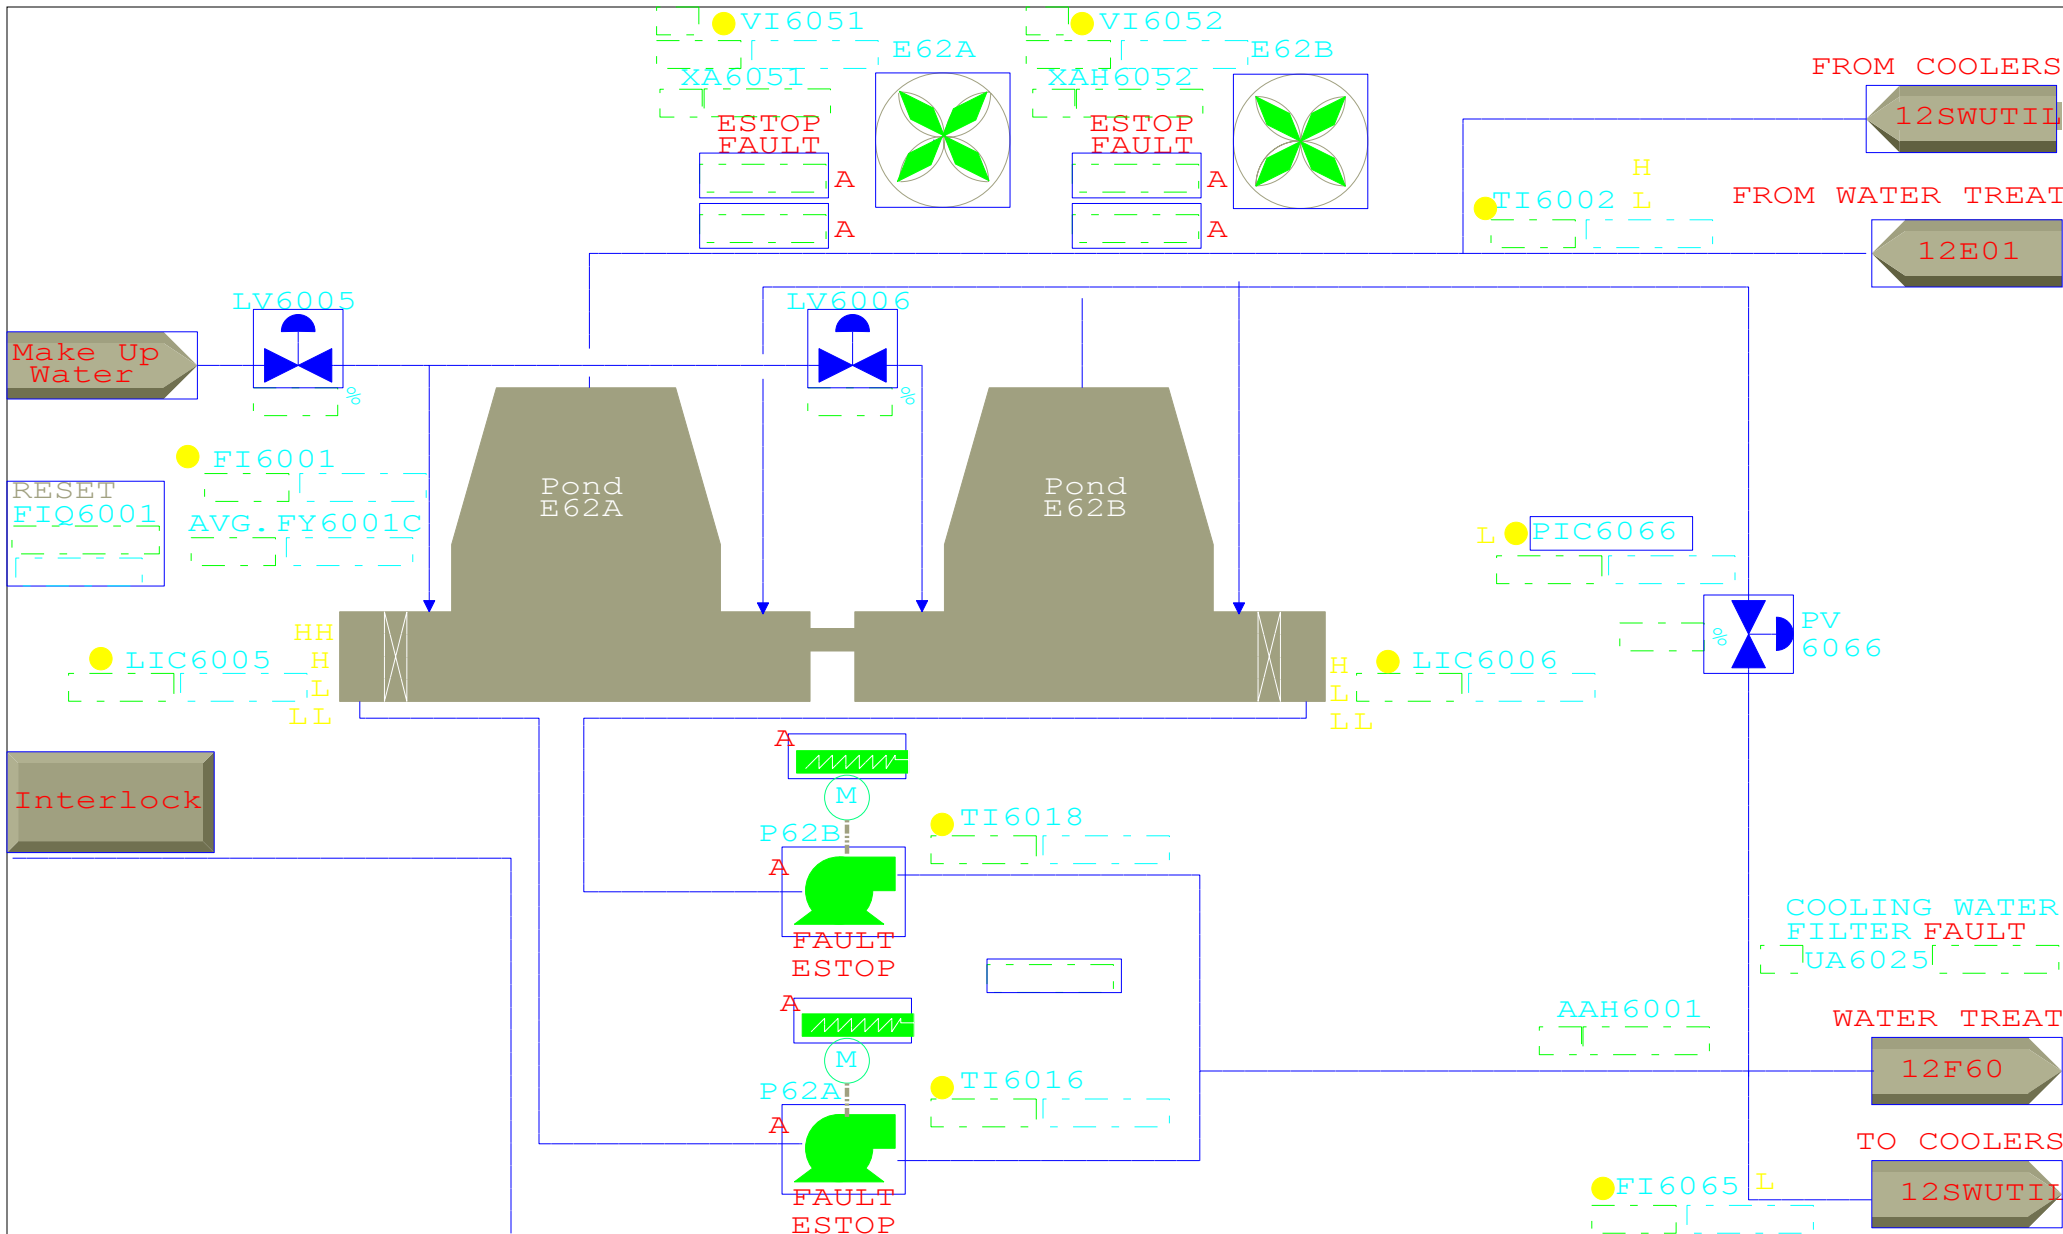 VI6051
VI6052
E62A
E62B
FROM COOLERS
XA6051
XAH6052
12SWUTIL
ESTOP
FAULT
ESTOP
FAULT
A
A
H
L
TI6002
FROM WATER TREAT
A
A
12E01
LV6005
LV6006
Make Up
Water
%
%
FI6001
RESET
FIQ6001
AVG.FY6001C
Pond
E62A
Pond
E62B
L
PIC6066
PV
6066
%
HH
H
L
LL
LIC6005
H
L
LL
LIC6006
A
Interlock
M
P62B
TI6018
A
FAULT
ESTOP
COOLING WATER
FILTER FAULT
UA6025
A
AAH6001
WATER TREAT
M
P62A
TI6016
12F60
A
TO COOLERS
FI6065
L
12SWUTIL
FAULT
ESTOP